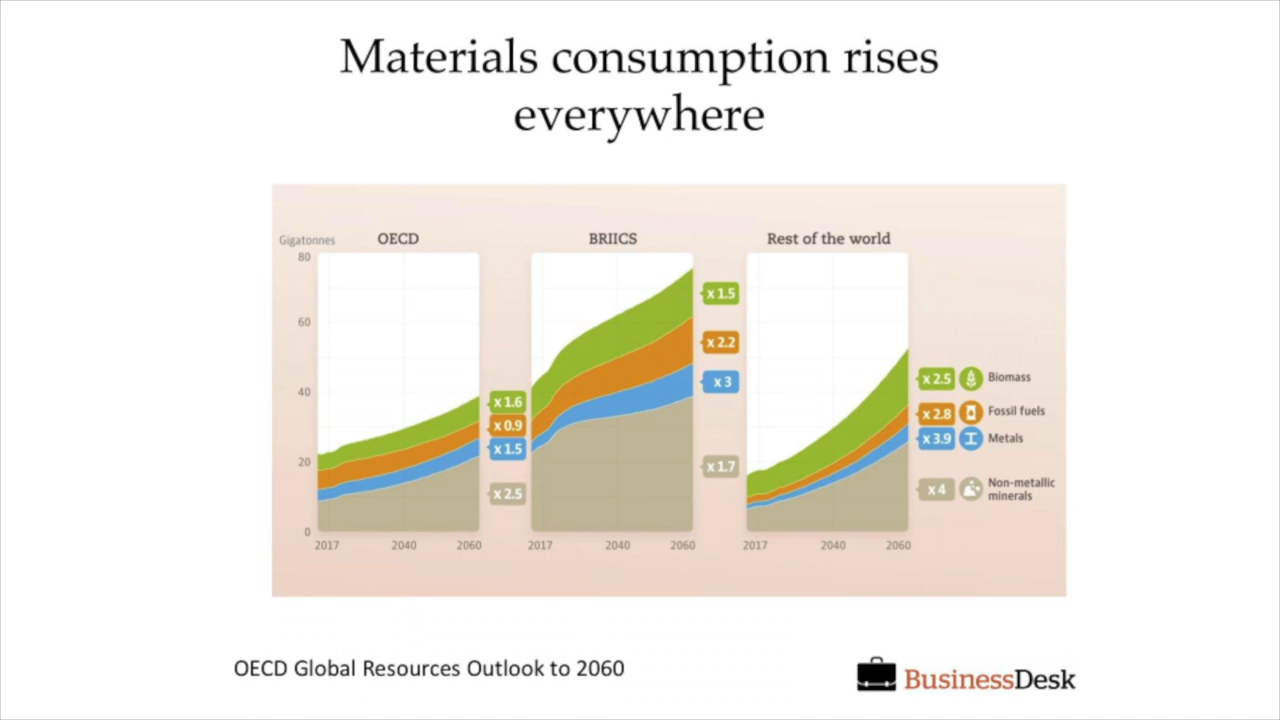 Materials consumption rises
everywhere
Gigatonnes
OECD
BRIICS
Rest of the world
80
60
40
20
0
x 1.6
x 0.9
x 1.5
x 2.5
x 1.5
x 2.2
x 3
x 1.7
x 2.5
Biomass
x 2.8
Fossil fuels
x 3.9
Metals
x 4
Non-metallic
minerals
2017
2040
2060
2017
2040
2060
2017
2040
2060
OECD Global Resources Outlook to 2060
BusinessDesk